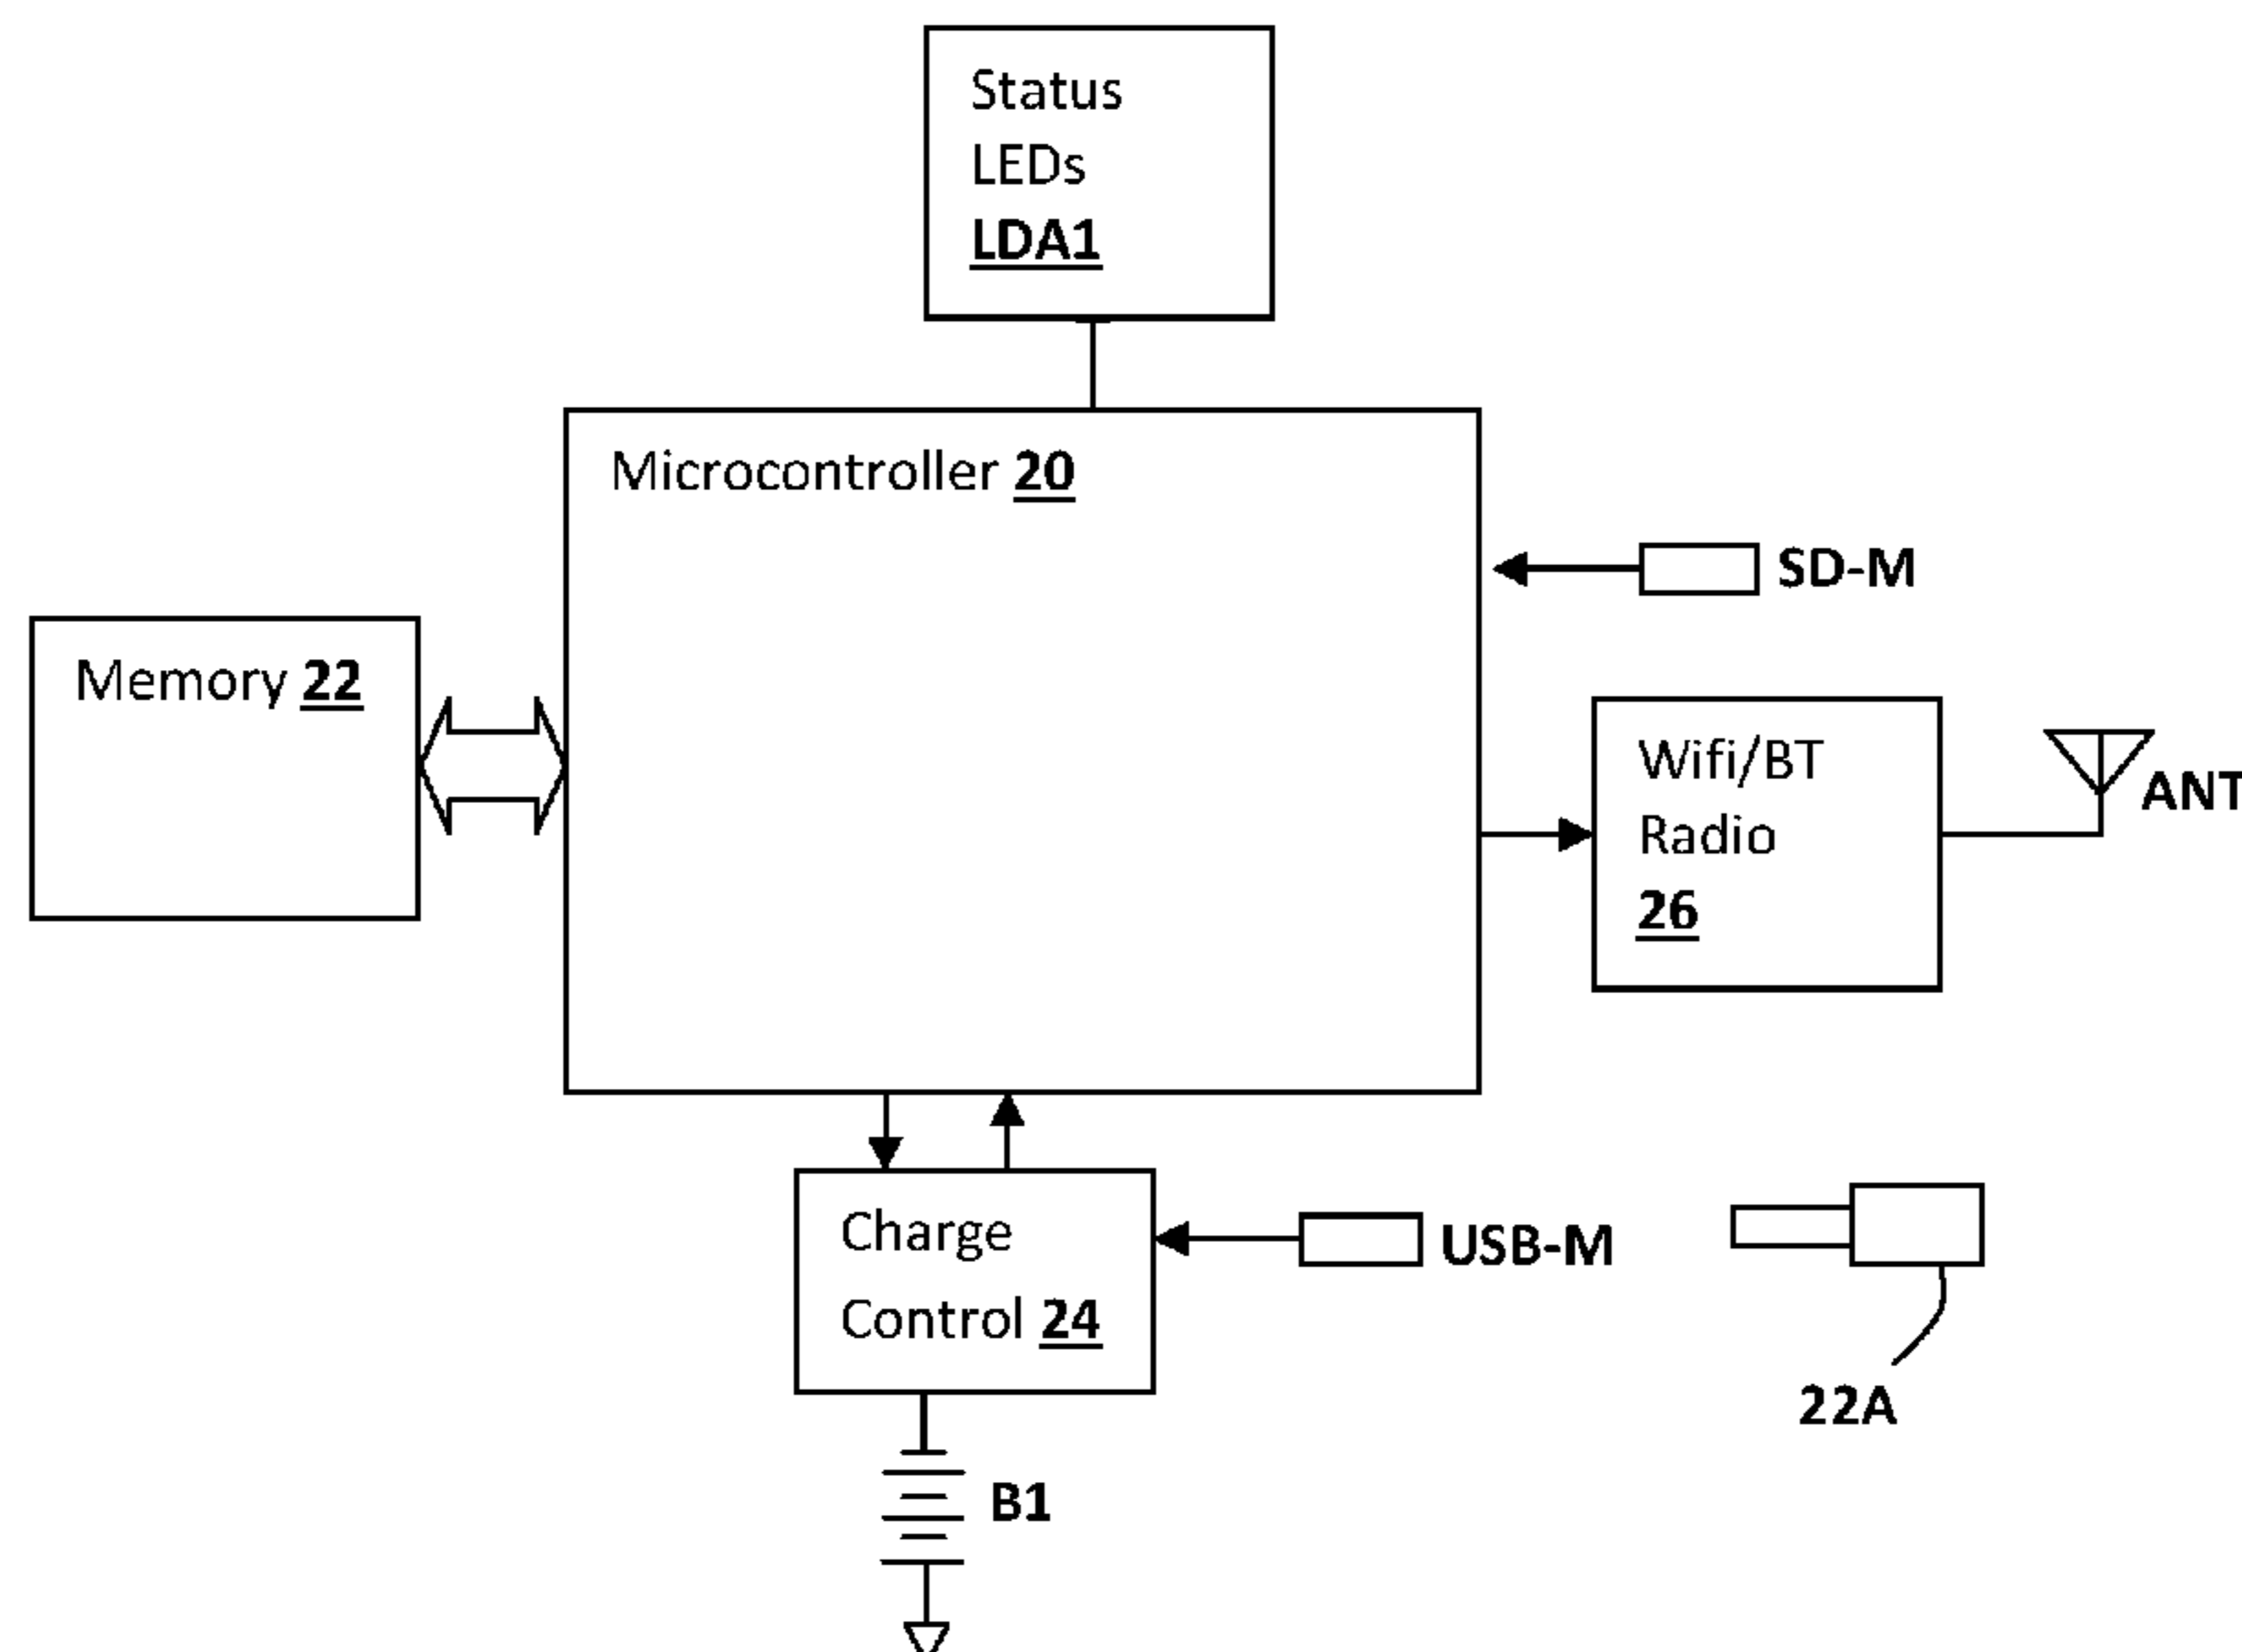 Status
LEDs
LDA1
Microcontroller 20
SD-M
Memory 22
Wifi/BT
Radio
26
ANT
Charge
Control 24
USB-M
22A
B1